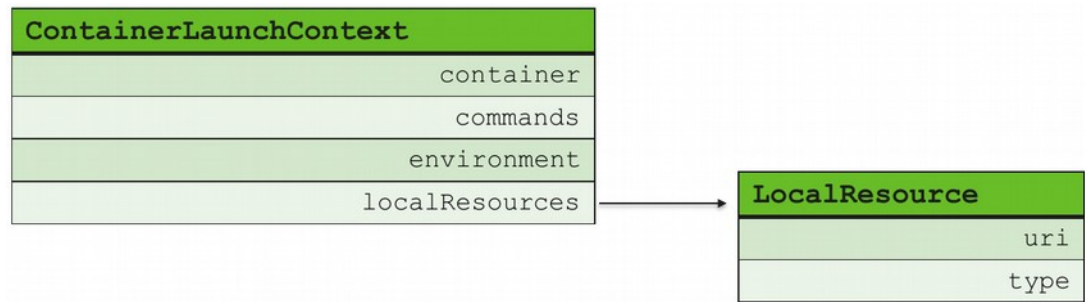 ContainerLaunchContext
container
commands
environment
localResources
LocalResource
uri
type